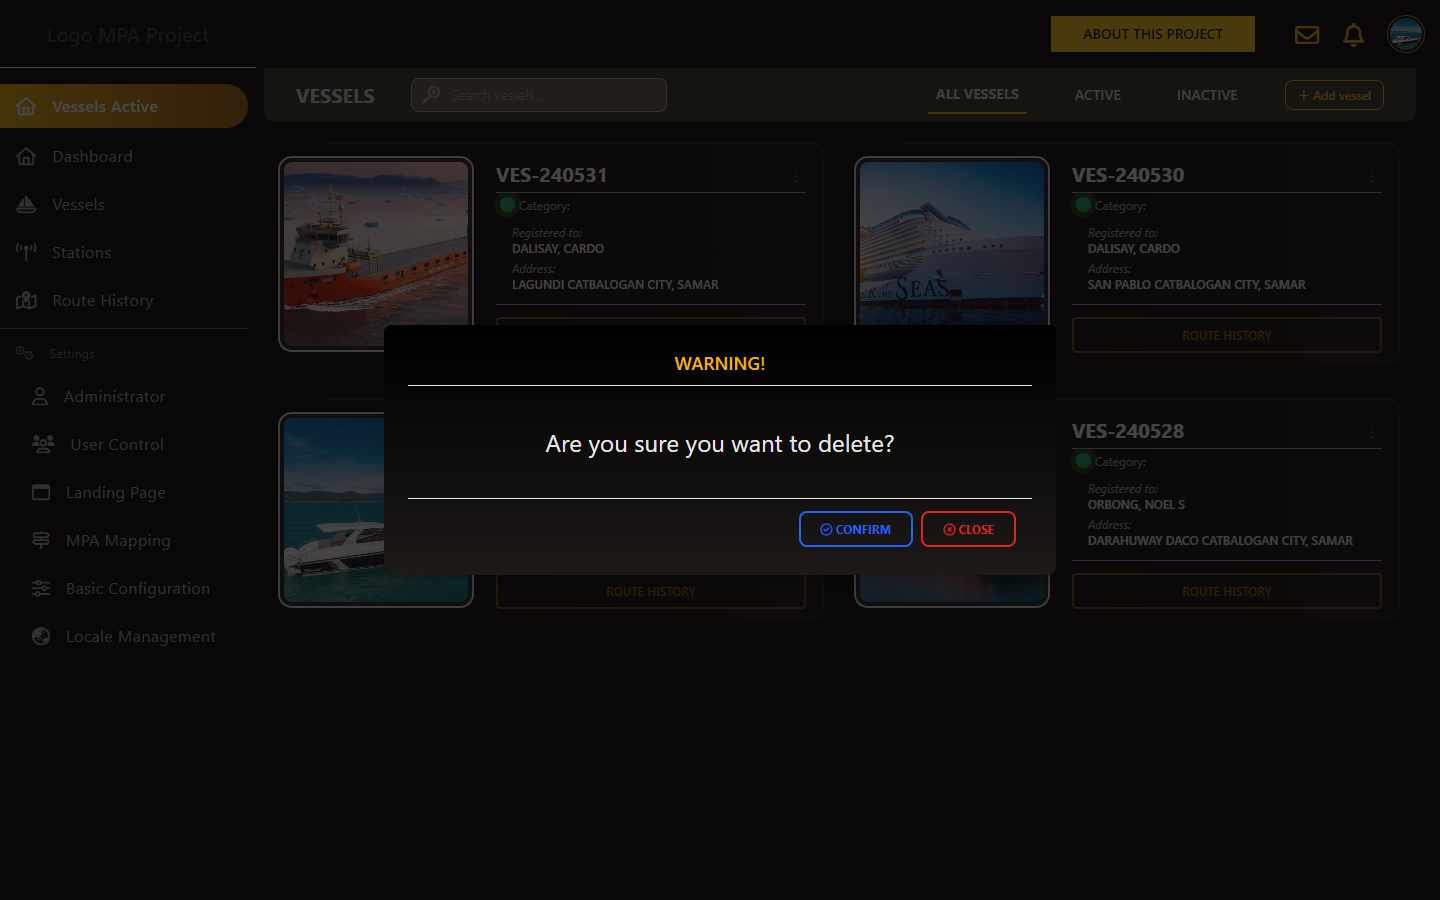 Logo MPA Project
ABOUT THIS PROJECT
Vessels Active
Dashboard
Vessels
Stations
Route History
Settings
Administrator
User Control
Landing Page
MPA Mapping
Basic Configuration
Locale Management
VESSELS
Search vessels...
ALL VESSELS
ACTIVE
INACTIVE
+ Add vessel
VES-240531
Category:
Registered to:
DALISAY, CARDO
Address:
LAGUNDI CATBALOGAN CITY, SAMAR
VES-240530
Category:
Registered to:
DALISAY, CARDO
Address:
SAN PABLO CATBALOGAN CITY, SAMAR
ROUTE HISTORY
THE SEAS
WARNING!
Are you sure you want to delete?
CONFIRM
CLOSE
ROUTE HISTORY
VES-240528
Category:
Registered to:
ORBONG, NOEL S
Address:
DARAHUWAY DACO CATBALOGAN CITY, SAMAR
ROUTE HISTORY